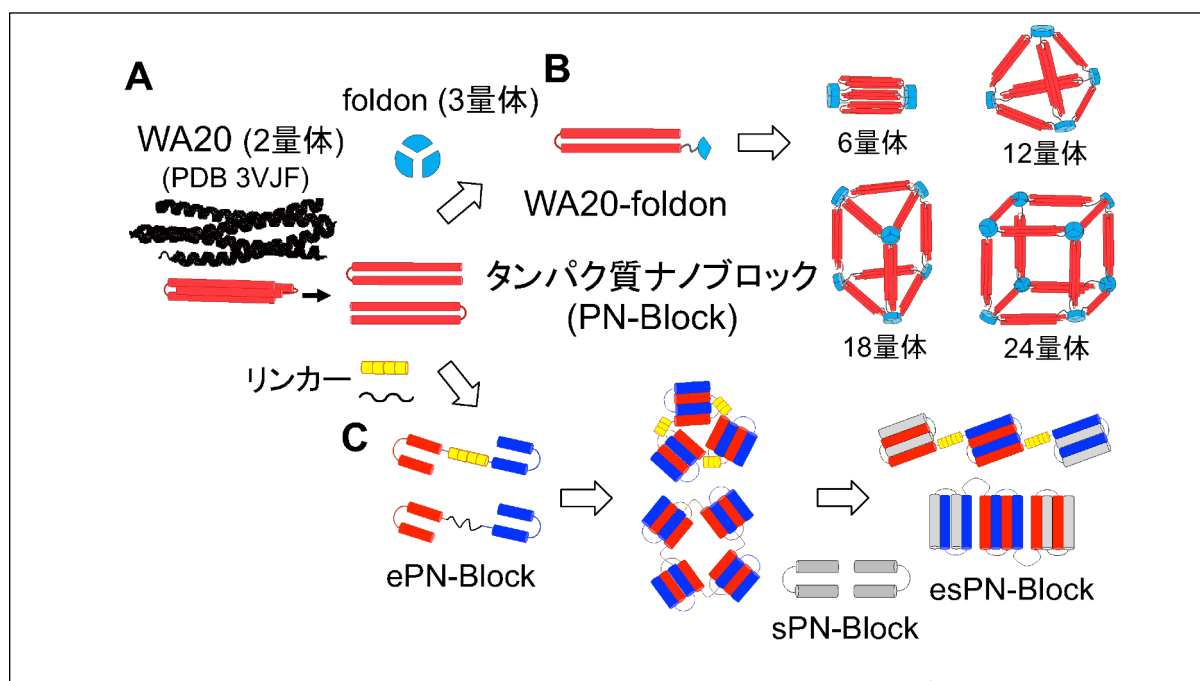 A
WA20 (2量体)
(PDB 3VJF)
foldon (3量体)
B
WA20-foldon
6量体
12量体
18量体
24量体
タンパク質ナノブロック
(PN-Block)
リンカー
C
ePN-Block
sPN-Block
esPN-Block